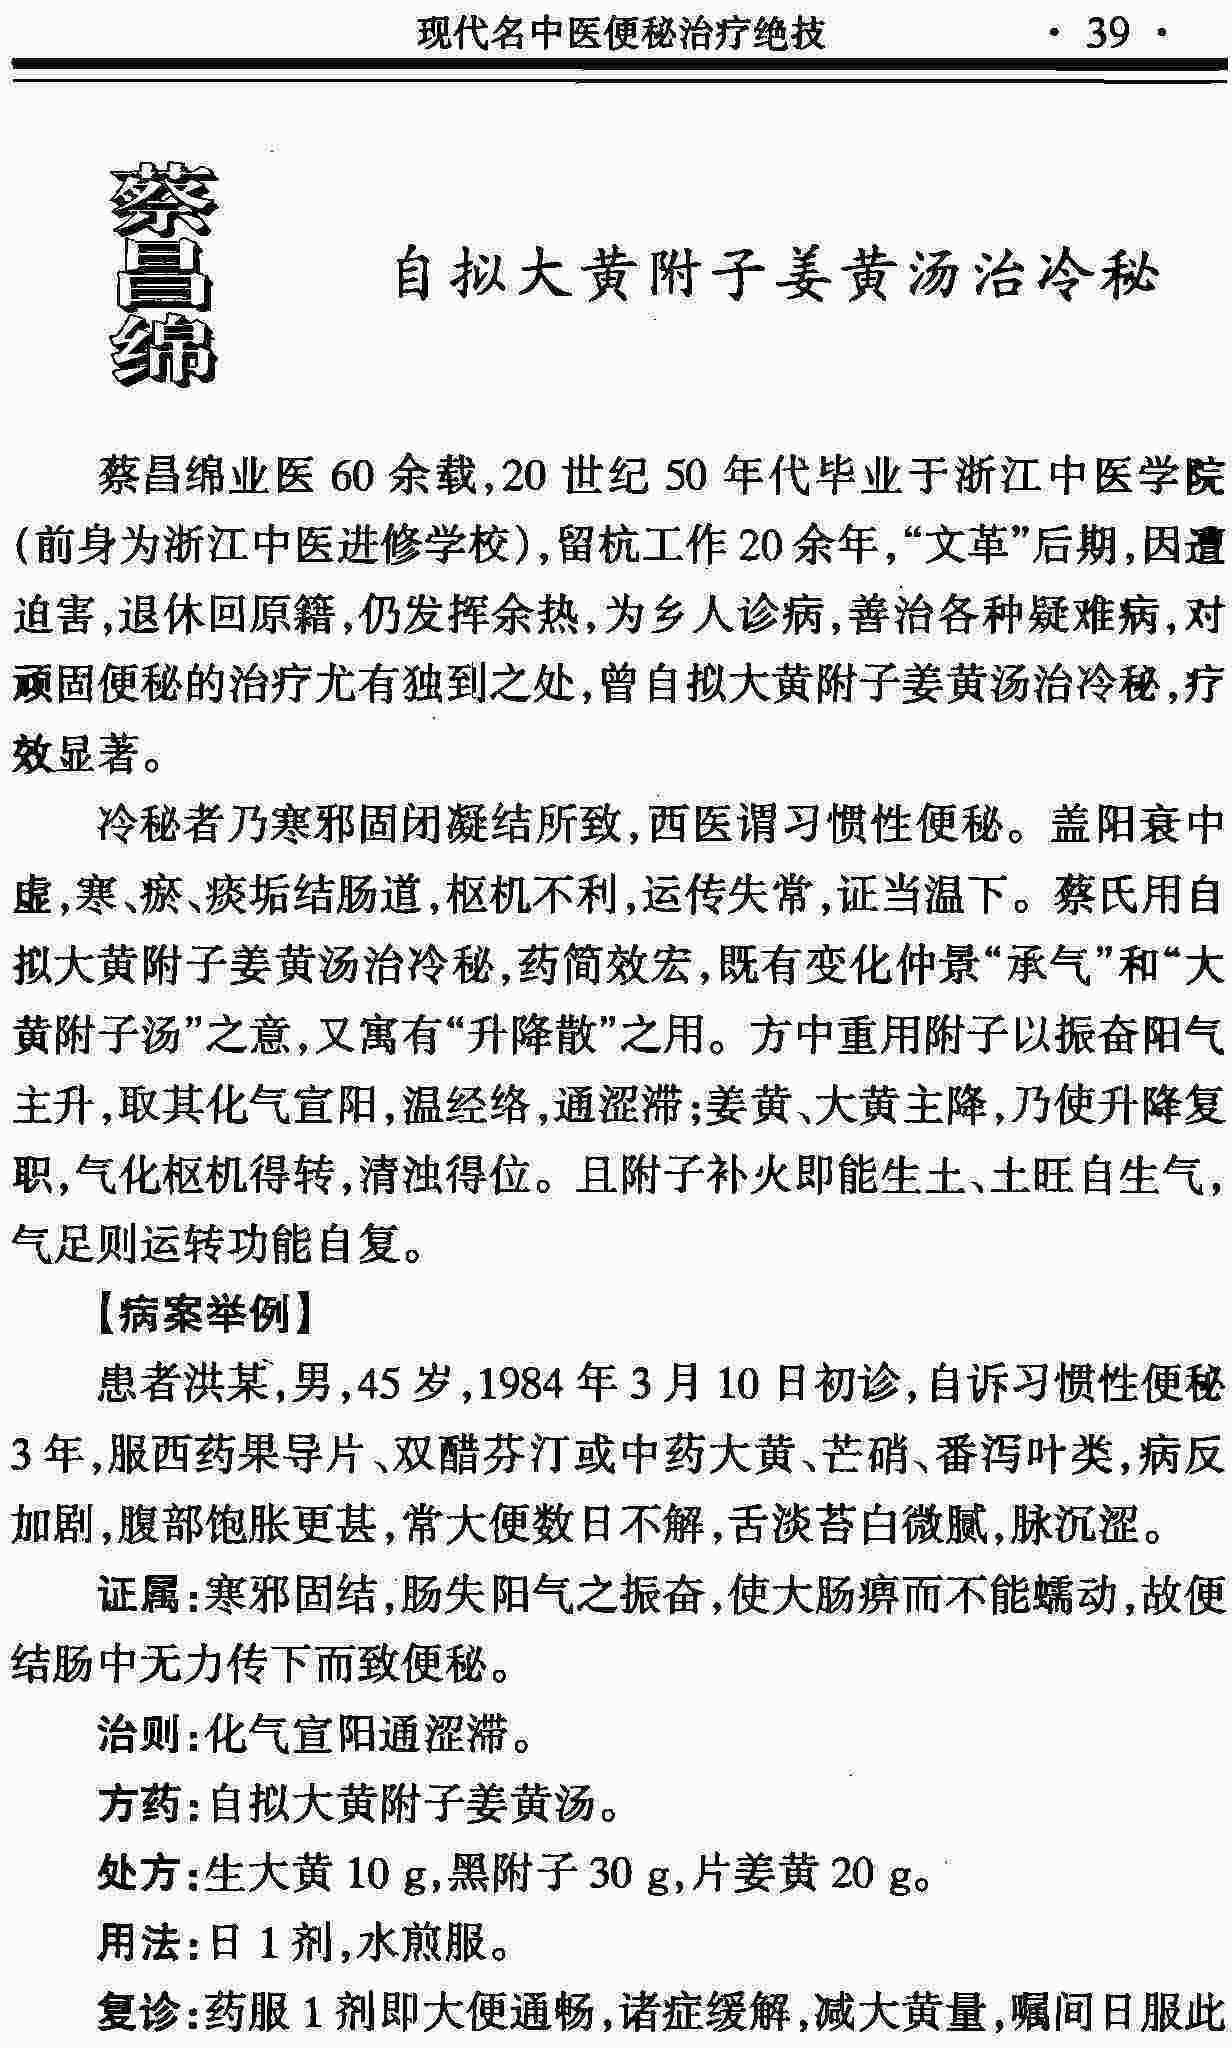 现代名中医便秘治疗绝技 · 39 ·
蔡昌绵
自拟大黄附子姜黄汤治冷秘
蔡昌绵业医 60 余载,20 世纪 50 年代毕业于浙江中医学院
(前身为浙江中医进修学校),留杭工作 20 余年,“文革”后期,因遭
迫害,退休回原籍,仍发挥余热,为乡人诊病,善治各种疑难病,对
顽固便秘的治疗尤有独到之处,曾自拟大黄附子姜黄汤治冷秘,疗
效显著。
冷秘者乃寒邪固闭凝结所致,西医谓习惯性便秘。盖阳衰中
虚,寒、瘀、痰垢结肠道,枢机不利,运传失常,证当温下。蔡氏用自
拟大黄附子姜黄汤治冷秘,药简效宏,既有变化仲景“承气”和“大
黄附子汤”之意,又寓有“升降散”之用。方中重用附子以振奋阳气
主升,取其化气宣阳,温经络,通涩滞;姜黄、大黄主降,乃使升降复
职,气化枢机得转,清浊得位。且附子补火即能生土、土旺自生气,
气足则运转功能自复。
【病案举例】
患者洪某,男,45 岁,1984 年 3 月 10 日初诊,自诉习惯性便秘
3 年,服西药果导片、双醋芬汀或中药大黄、芒硝、番泻叶类,病反
加剧,腹部饱胀更甚,常大便数日不解,舌淡苔白微腻,脉沉涩。
证属:寒邪固结,肠失阳气之振奋,使大肠痹而不能蠕动,故便
结肠中无力传下而致便秘。
治则:化气宣阳通涩滞。
方药:自拟大黄附子姜黄汤。
处方:生大黄 10 g,黑附子 30 g,片姜黄 20 g。
用法:日 1 剂,水煎服。
复诊:药服 1 剂即大便通畅,诸症缓解,减大黄量,嘱间日服此